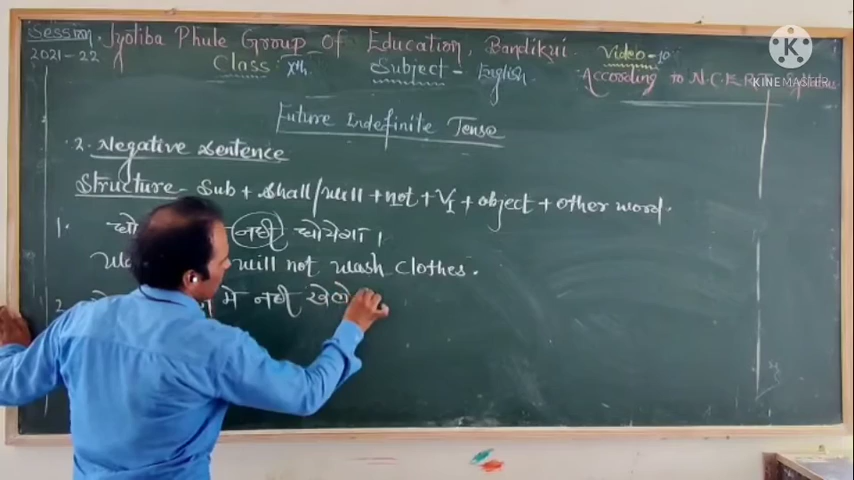 Session. Jyotiba Phule Group of Education, Bandikui. Video-10
2021-22 Class: Xth Subject - English According to N.C.E.R.T. Syllabus
KINEMASTER
Future Indefinite Tense
2. Negative Sentence
Structure - Sub + shall/will + not + V1 + object + other word.
1. नहीं धोयेगा।
will not wash clothes.
2. में नहीं खेले